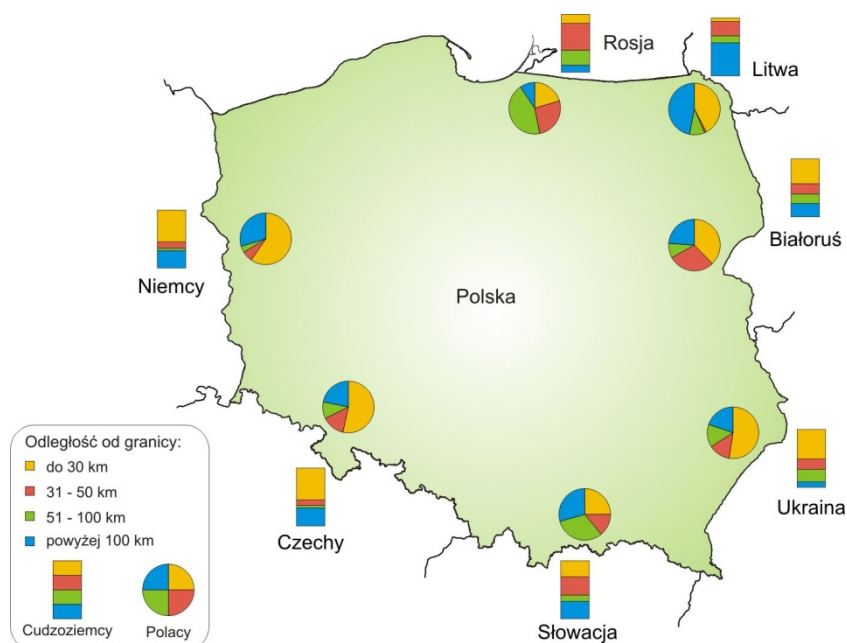 Rosja
Litwa
Białoruś
Niemcy
Polska
Ukraina
Czechy
Słowacja
Odległość od granicy:
do 30 km
31 - 50 km
51 - 100 km
powyżej 100 km
Cudzoziemcy
Polacy